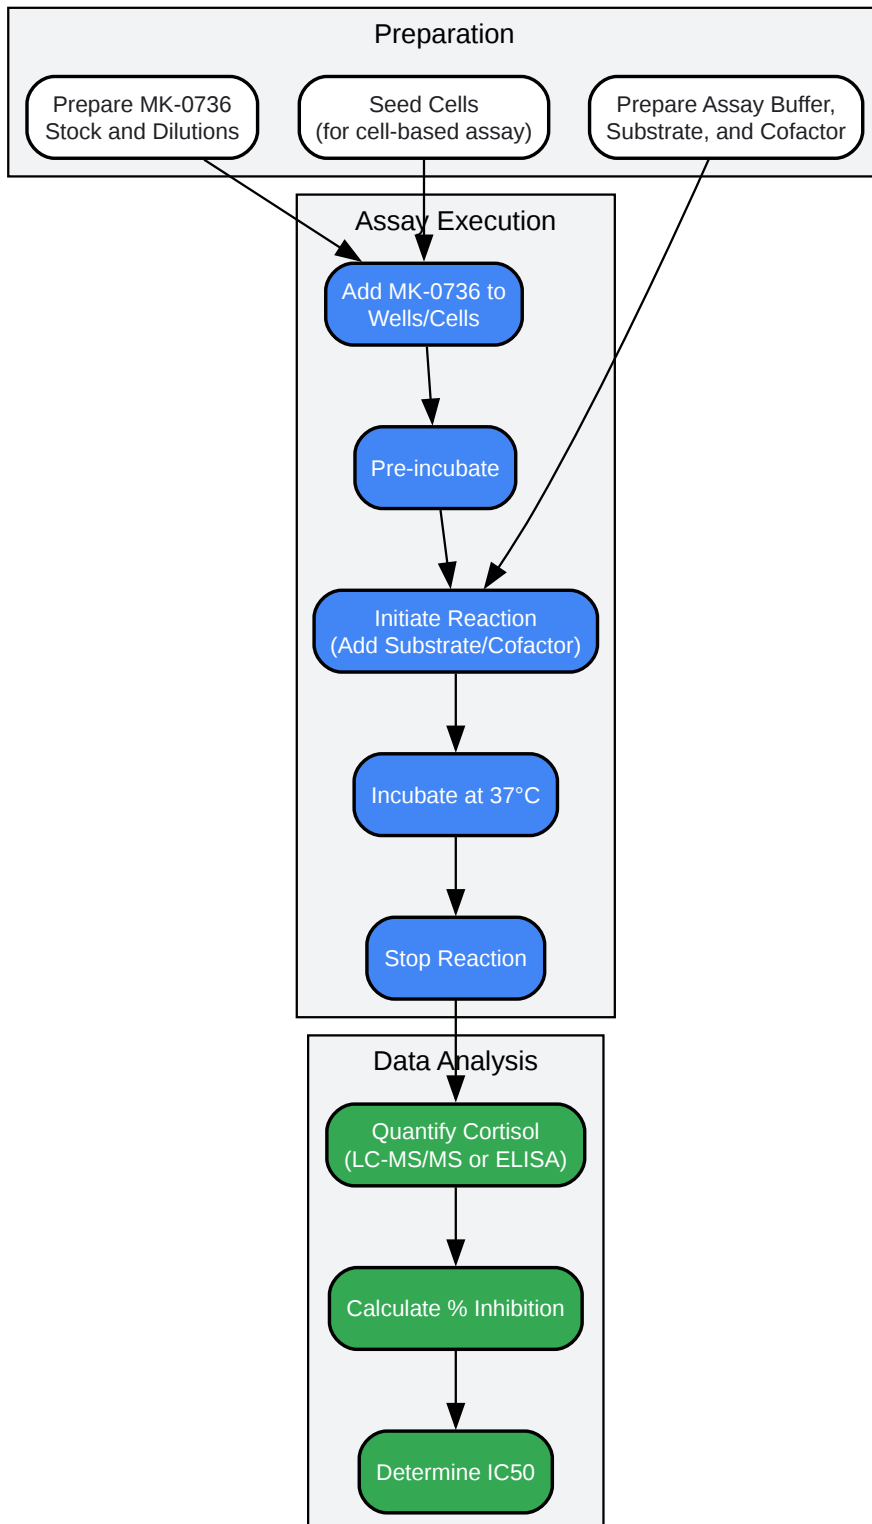 Preparation
Prepare MK-0736
Stock and Dilutions
Seed Cells
(for cell-based assay)
Prepare Assay Buffer,
Substrate, and Cofactor
Assay Execution
Add MK-0736 to
Wells/Cells
Pre-incubate
Initiate Reaction
(Add Substrate/Cofactor)
Incubate at 37°C
Stop Reaction
Data Analysis
Quantify Cortisol
(LC-MS/MS or ELISA)
Calculate % Inhibition
Determine IC50